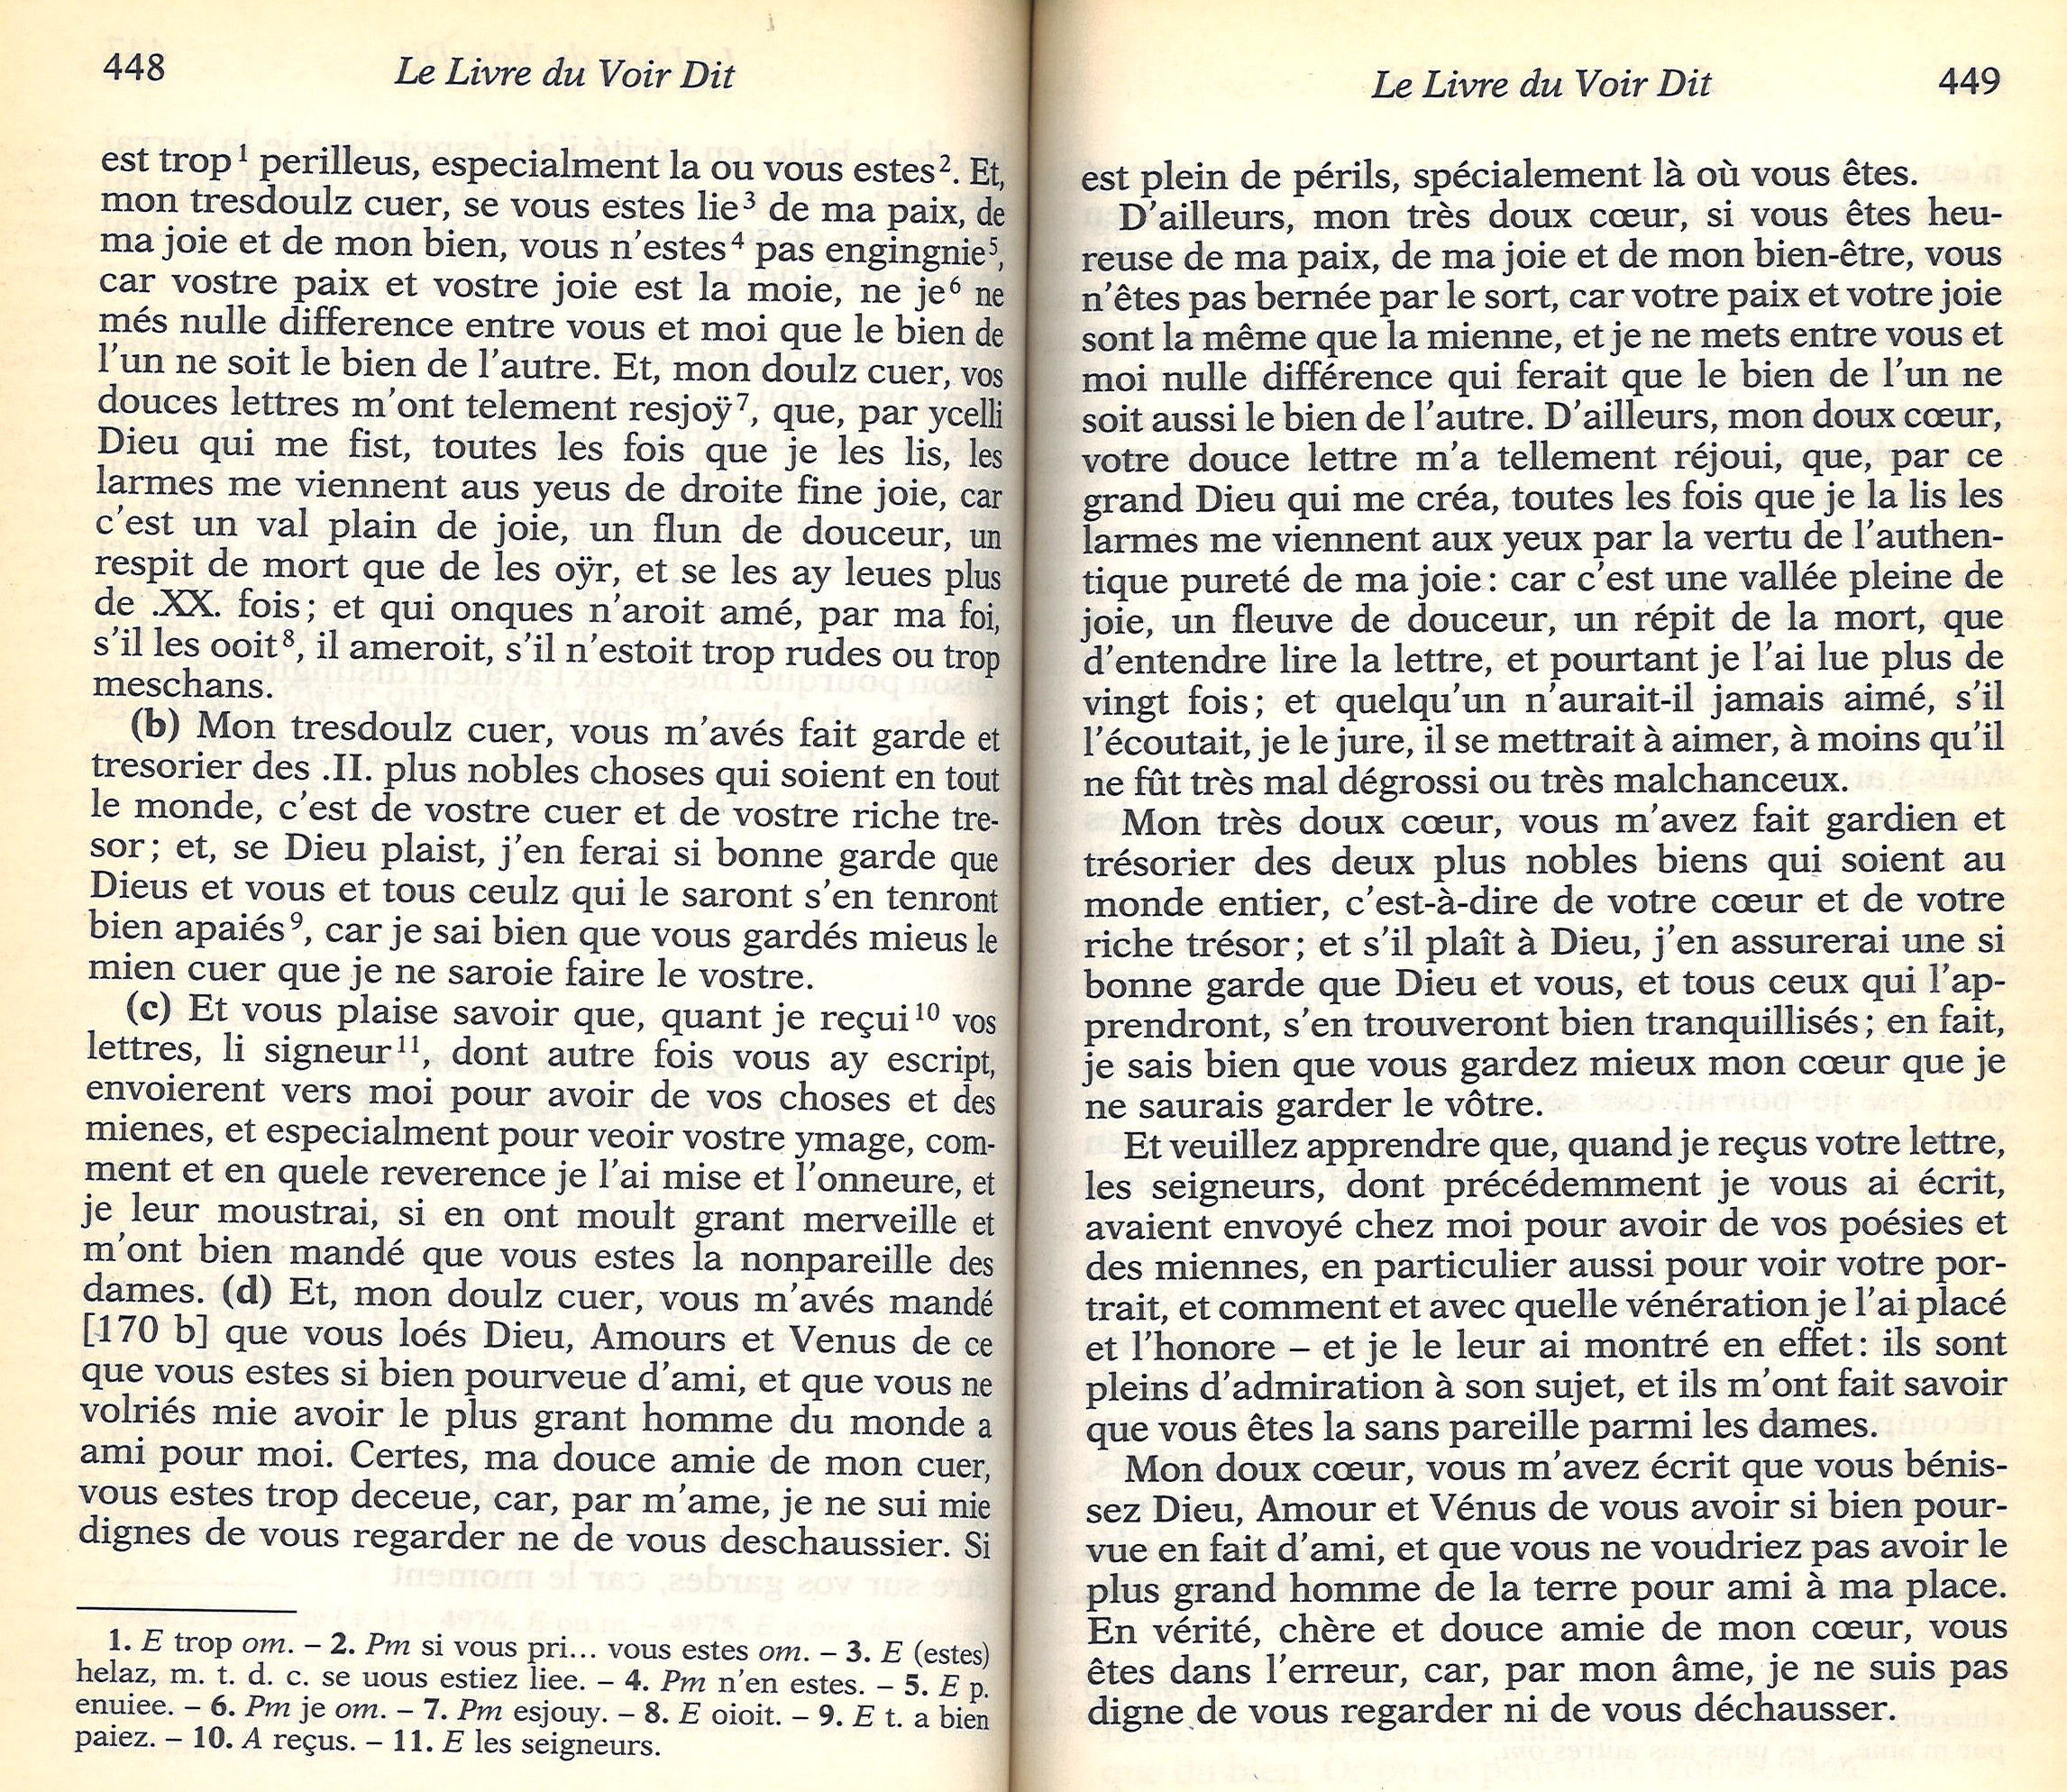 448
Le Livre du Voir Dit
est trop¹ perilleus, especialment la ou vous estes². Et,
mon tresdoulz cuer, se vous estes lie³ de ma paix, de
ma joie et de mon bien, vous n'estes⁴ pas engingnie⁵,
car vostre paix et vostre joie est la moie, ne je⁶ ne
més nulle difference entre vous et moi que le bien de
l'un ne soit le bien de l'autre. Et, mon doulz cuer, vos
douces lettres m'ont telement resjoÿ⁷, que, par ycelli
Dieu qui me fist, toutes les fois que je les lis, les
larmes me viennent aus yeus de droite fine joie, car
c'est un val plain de joie, un flun de douceur, un
respit de mort que de les oÿr, et se les ay leues plus
de .XX. fois ; et qui onques n'aroit amé, par ma foi,
s'il les ooit⁸, il ameroit, s'il n'estoit trop rudes ou trop
meschans.
(b) Mon tresdoulz cuer, vous m'avés fait garde et
tresorier des .II. plus nobles choses qui soient en tout
le monde, c'est de vostre cuer et de vostre riche tre-
sor ; et, se Dieu plaist, j'en ferai si bonne garde que
Dieus et vous et tous ceulz qui le saront s'en tenront
bien apaiés⁹, car je sai bien que vous gardés mieus le
mien cuer que je ne saroie faire le vostre.
(c) Et vous plaise savoir que, quant je reçui¹⁰ vos
lettres, li signeur¹¹, dont autre fois vous ay escript,
envoierent vers moi pour avoir de vos choses et des
mienes, et especialment pour veoir vostre ymage, com-
ment et en quele reverence je l'ai mise et l'onneure, et
je leur moustrai, si en ont moult grant merveille et
m'ont bien mandé que vous estes la nonpareille des
dames. (d) Et, mon doulz cuer, vous m'avés mandé
[170 b] que vous loés Dieu, Amours et Venus de ce
que vous estes si bien pourveue d'ami, et que vous ne
volriés mie avoir le plus grant homme du monde a
ami pour moi. Certes, ma douce amie de mon cuer,
vous estes trop deceue, car, par m'ame, je ne sui mie
dignes de vous regarder ne de vous deschaussier. Si
1. E trop om. – 2. Pm si vous pri... vous estes om. – 3. E (estes)
helaz, m. t. d. c. se uous estiez liee. – 4. Pm n'en estes. – 5. E p.
enuiee. – 6. Pm je om. – 7. Pm esjouy. – 8. E oioit. – 9. E t. a bien
paiez. – 10. A reçus. – 11. E les seigneurs.
Le Livre du Voir Dit
449
est plein de périls, spécialement là où vous êtes.
D'ailleurs, mon très doux cœur, si vous êtes heu-
reuse de ma paix, de ma joie et de mon bien-être, vous
n'êtes pas bernée par le sort, car votre paix et votre joie
sont la même que la mienne, et je ne mets entre vous et
moi nulle différence qui ferait que le bien de l'un ne
soit aussi le bien de l'autre. D'ailleurs, mon doux cœur,
votre douce lettre m'a tellement réjoui, que, par ce
grand Dieu qui me créa, toutes les fois que je la lis les
larmes me viennent aux yeux par la vertu de l'authen-
tique pureté de ma joie : car c'est une vallée pleine de
joie, un fleuve de douceur, un répit de la mort, que
d'entendre lire la lettre, et pourtant je l'ai lue plus de
vingt fois ; et quelqu'un n'aurait-il jamais aimé, s'il
l'écoutait, je le jure, il se mettrait à aimer, à moins qu'il
ne fût très mal dégrossi ou très malchanceux.
Mon très doux cœur, vous m'avez fait gardien et
trésorier des deux plus nobles biens qui soient au
monde entier, c'est-à-dire de votre cœur et de votre
riche trésor ; et s'il plaît à Dieu, j'en assurerai une si
bonne garde que Dieu et vous, et tous ceux qui l'ap-
prendront, s'en trouveront bien tranquillisés ; en fait,
je sais bien que vous gardez mieux mon cœur que je
ne saurais garder le vôtre.
Et veuillez apprendre que, quand je reçus votre lettre,
les seigneurs, dont précédemment je vous ai écrit,
avaient envoyé chez moi pour avoir de vos poésies et
des miennes, en particulier aussi pour voir votre por-
trait, et comment et avec quelle vénération je l'ai placé
et l'honore – et je le leur ai montré en effet : ils sont
pleins d'admiration à son sujet, et ils m'ont fait savoir
que vous êtes la sans pareille parmi les dames.
Mon doux cœur, vous m'avez écrit que vous bénis-
sez Dieu, Amour et Vénus de vous avoir si bien pour-
vue en fait d'ami, et que vous ne voudriez pas avoir le
plus grand homme de la terre pour ami à ma place.
En vérité, chère et douce amie de mon cœur, vous
êtes dans l'erreur, car, par mon âme, je ne suis pas
digne de vous regarder ni de vous déchausser.